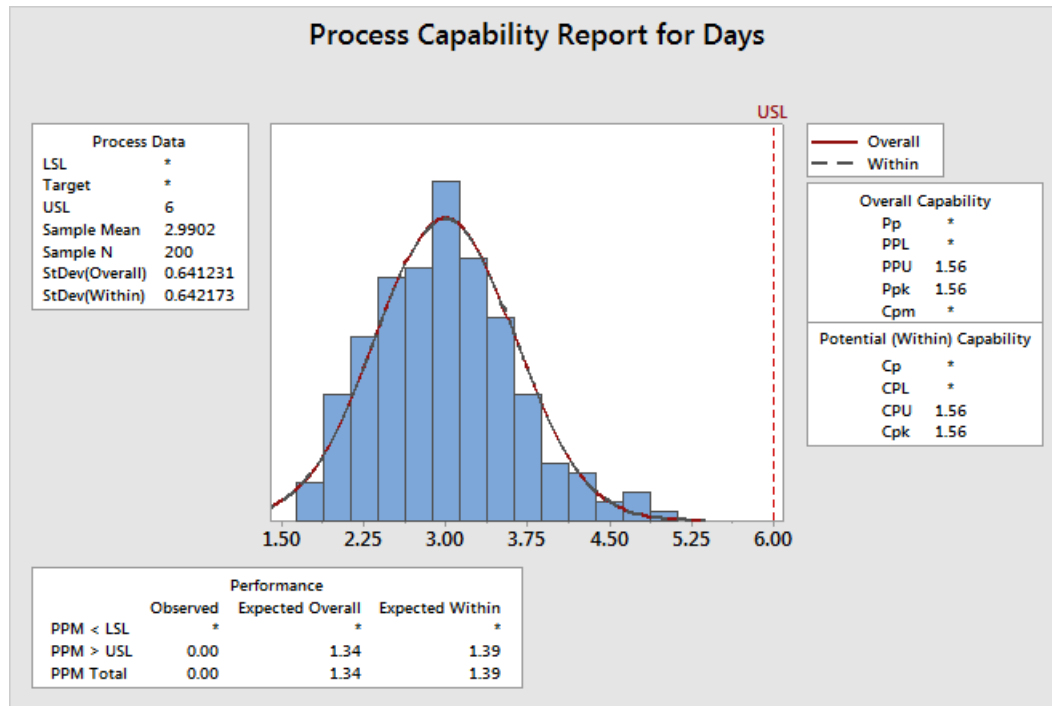 Process Capability Report for Days
USL
Process Data
LSL *
Target *
USL 6
Sample Mean 2.9902
Sample N 200
StDev(Overall) 0.641231
StDev(Within) 0.642173
Overall
Within
Overall Capability
Pp *
PPL *
PPU 1.56
Ppk 1.56
Cpm *
Potential (Within) Capability
Cp *
CPL *
CPU 1.56
Cpk 1.56
1.50 2.25 3.00 3.75 4.50 5.25 6.00
Performance
Observed Expected Overall Expected Within
PPM < LSL * * *
PPM > USL 0.00 1.34 1.39
PPM Total 0.00 1.34 1.39